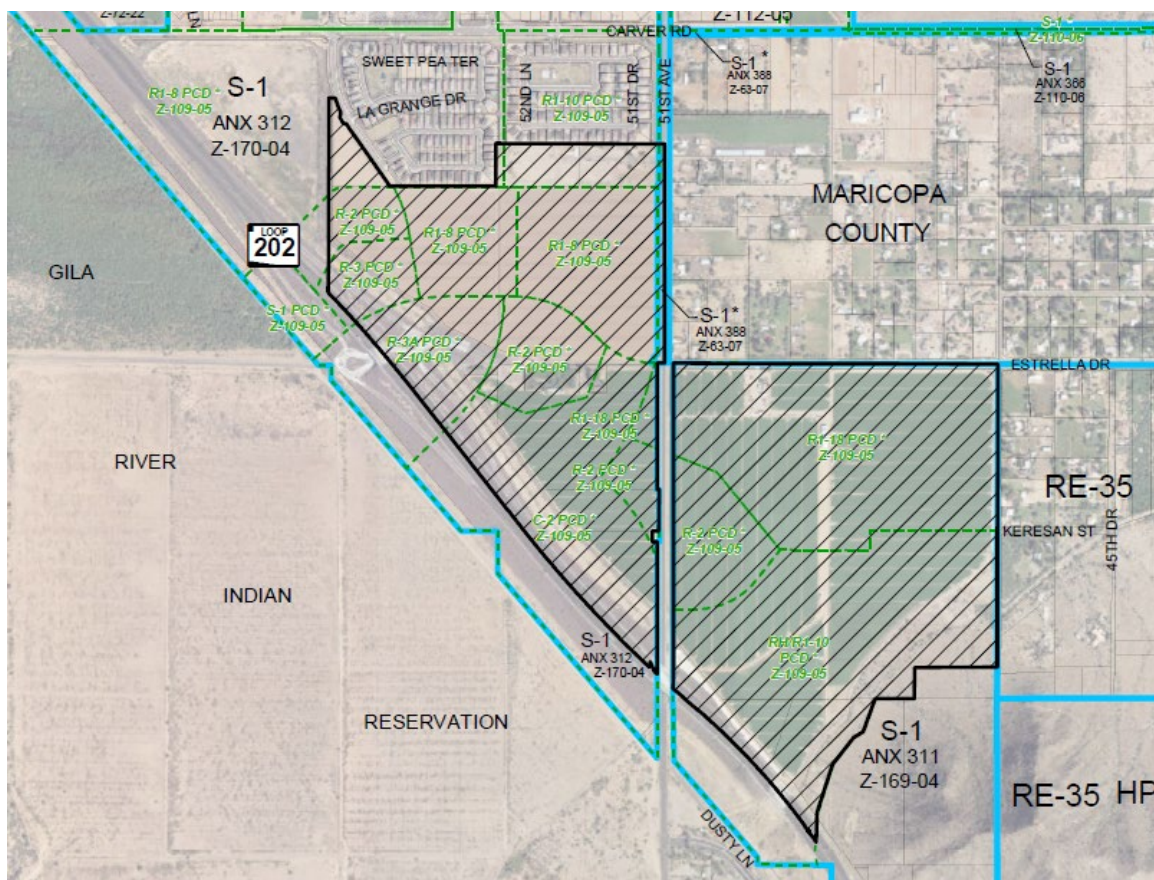 Z-72-22
LN
Z-112-05
S-1 *
Z-110-06
CARVER RD
SWEET PEA TER
LA GRANGE DR
52ND LN
51ST DR
51ST AVE
S-1 *
ANX 388
Z-63-07
S-1
ANX 366
Z-110-06
R1-8 PCD *
Z-109-05
S-1
ANX 312
Z-170-04
R1-10 PCD *
Z-109-05
MARICOPA
COUNTY
R-2 PCD *
Z-109-05
R1-8 PCD *
Z-109-05
R1-8 PCD *
Z-109-05
LOOP
202
GILA
R-3 PCD *
Z-109-05
S-1 PCD *
Z-109-05
S-1*
ANX 388
Z-63-07
R-3A PCD *
Z-109-05
R-2 PCD *
Z-109-05
ESTRELLA DR
R1-18 PCD *
Z-109-05
R1-18 PCD *
Z-109-05
RIVER
R-2 PCD *
Z-109-05
RE-35
C-2 PCD *
Z-109-05
R-2 PCD *
Z-109-05
KERESAN ST
45TH DR
INDIAN
S-1
ANX 312
Z-170-04
RH/R1-10
PCD *
Z-109-05
RESERVATION
S-1
ANX 311
Z-169-04
RE-35 HP
DUSTY LN